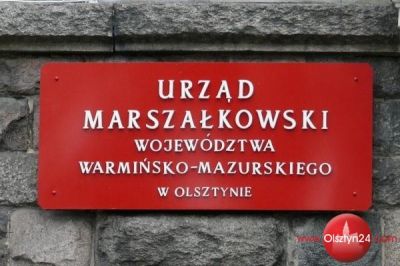 URZĄD
MARSZAŁKOWSKI
WOJEWÓDZTWA
WARMIŃSKO-MAZURSKIEGO
W OLSZTYNIE
www.Olsztyn24.com